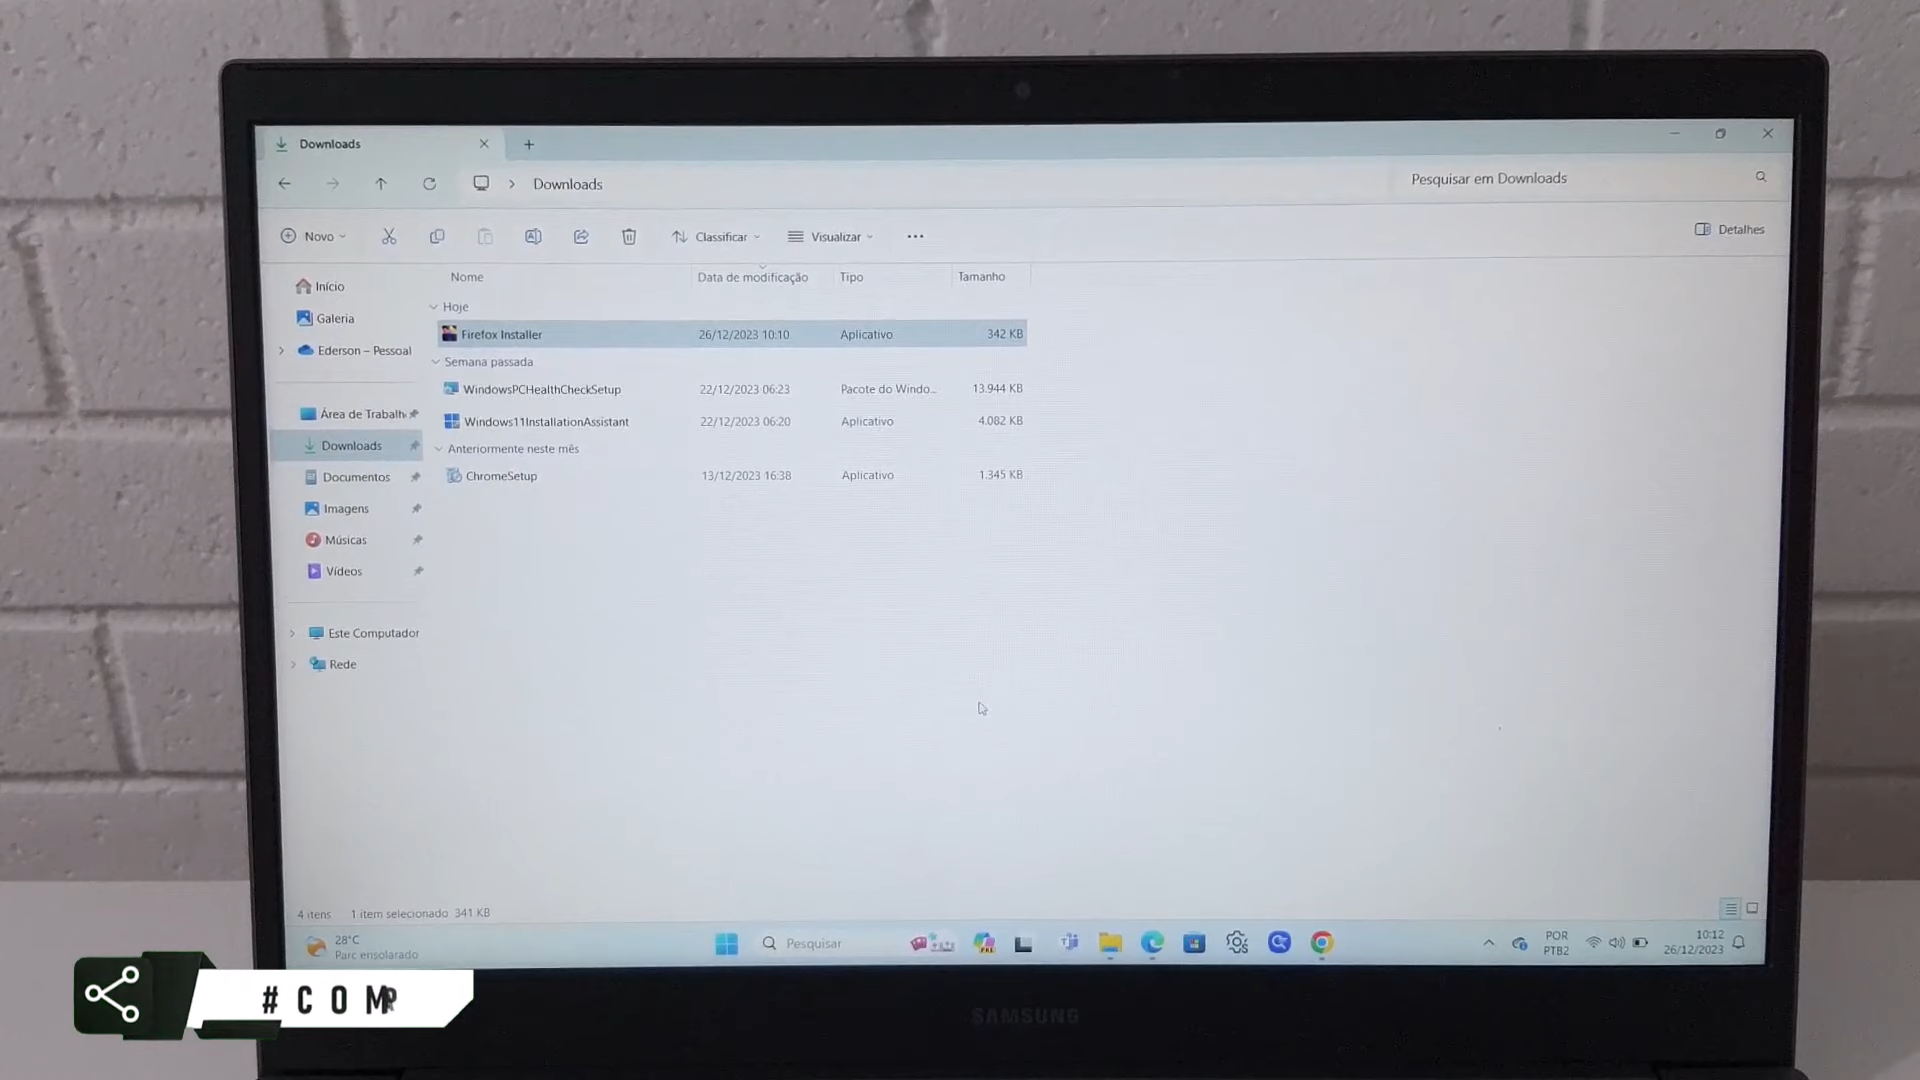 Downloads
Downloads
Pesquisar em Downloads
Novo
Classificar
Visualizar
Detalhes
Nome
Data de modificação
Tipo
Tamanho
Início
Galeria
Ederson – Pessoal
Área de Trabalh
Downloads
Documentos
Imagens
Músicas
Vídeos
Este Computador
Rede
Hoje
Firefox Installer 26/12/2023 10:10 Aplicativo 342 KB
Semana passada
WindowsPCHealthCheckSetup 22/12/2023 06:23 Pacote do Windo... 13.944 KB
Windows11InstallationAssistant 22/12/2023 06:20 Aplicativo 4.082 KB
Anteriormente neste mês
ChromeSetup 13/12/2023 16:38 Aplicativo 1.345 KB
4 itens 1 item selecionado 341 KB
28°C
Parc ensolarado
Pesquisar
POR
PTB2
10:12
26/12/2023
SAMSUNG
#COMP